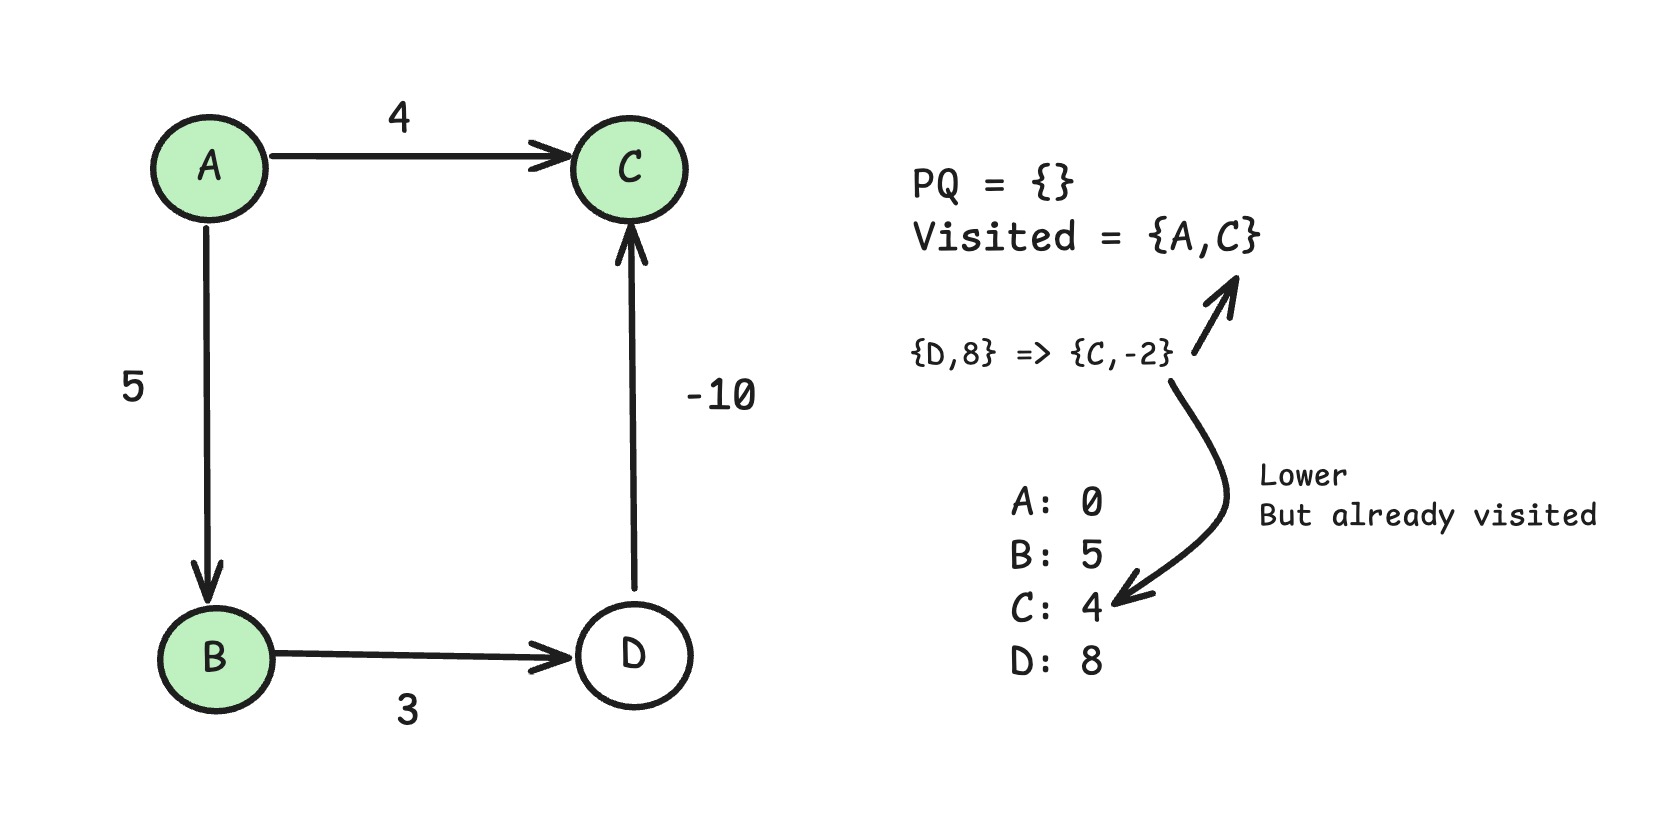 4
A
C
PQ = {}
Visited = {A,C}
{D,8} => {C,-2}
5
-10
Lower
But already visited
A: 0
B: 5
C: 4
D: 8
B
D
3